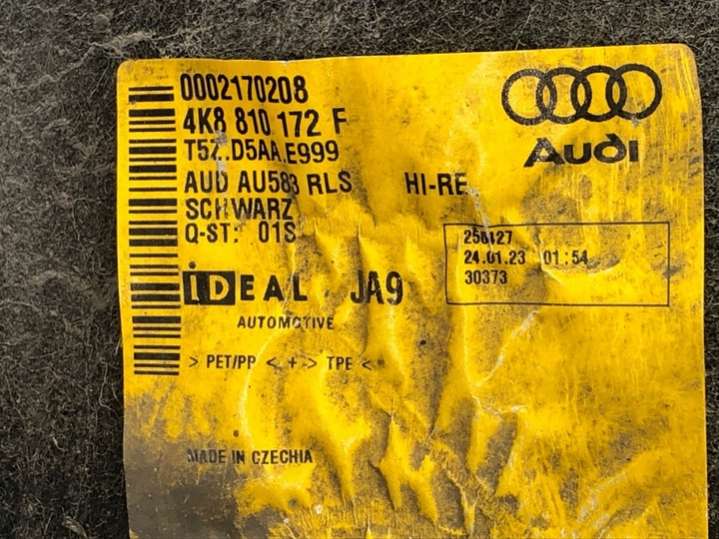 0002170208
4K8 810 172 F
T5Z.D5AA.E999
AUD AU583 RLS HI-RE
SCHWARZ
Q-ST: 01S
iDEAL JA9
AUTOMOTIVE
> PET/PP < + > TPE <
MADE IN CZECHIA
Audi
256127
24.01.23 01:54
30373